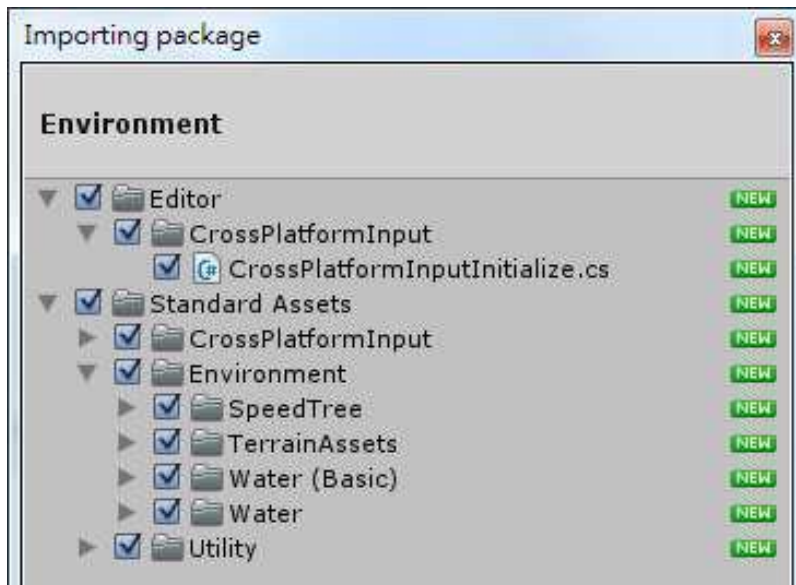 Importing package
Environment
Editor NEW
CrossPlatformInput NEW
C# CrossPlatformInputInitialize.cs NEW
Standard Assets NEW
CrossPlatformInput NEW
Environment NEW
SpeedTree NEW
TerrainAssets NEW
Water (Basic) NEW
Water NEW
Utility NEW